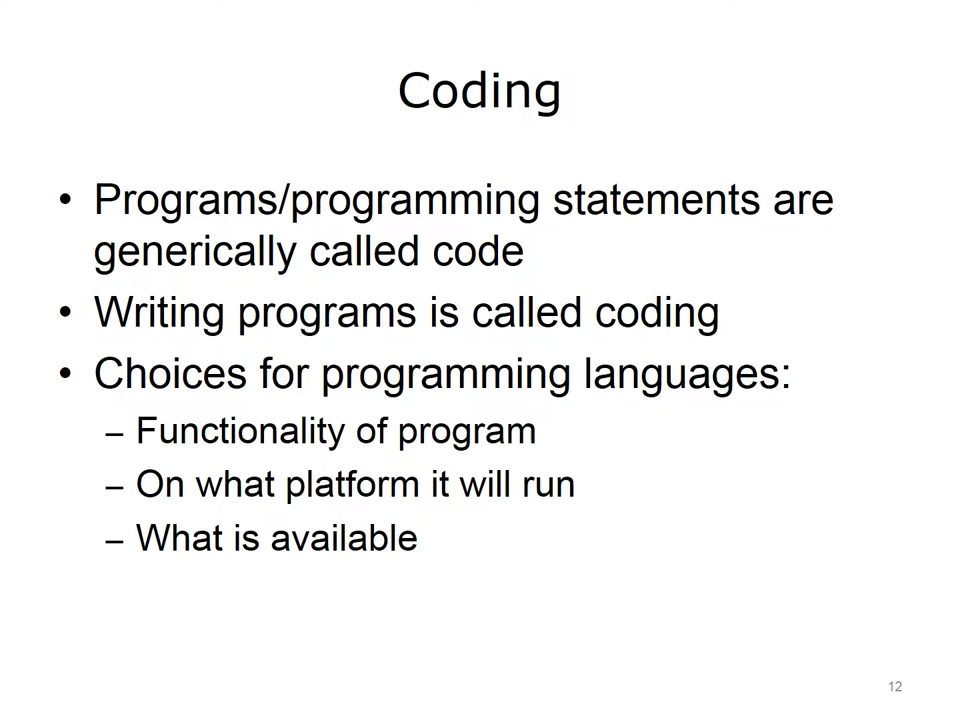 Coding
• Programs/programming statements are
generically called code
• Writing programs is called coding
• Choices for programming languages:
– Functionality of program
– On what platform it will run
– What is available
12